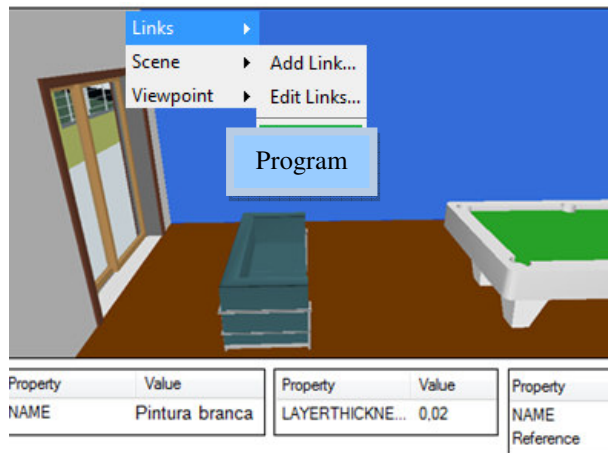 Links
Scene
Add Link...
Viewpoint
Edit Links...
Program
Property Value
NAME Pintura branca
Property Value
LAYERTHICKNE... 0,02
Property
NAME
Reference